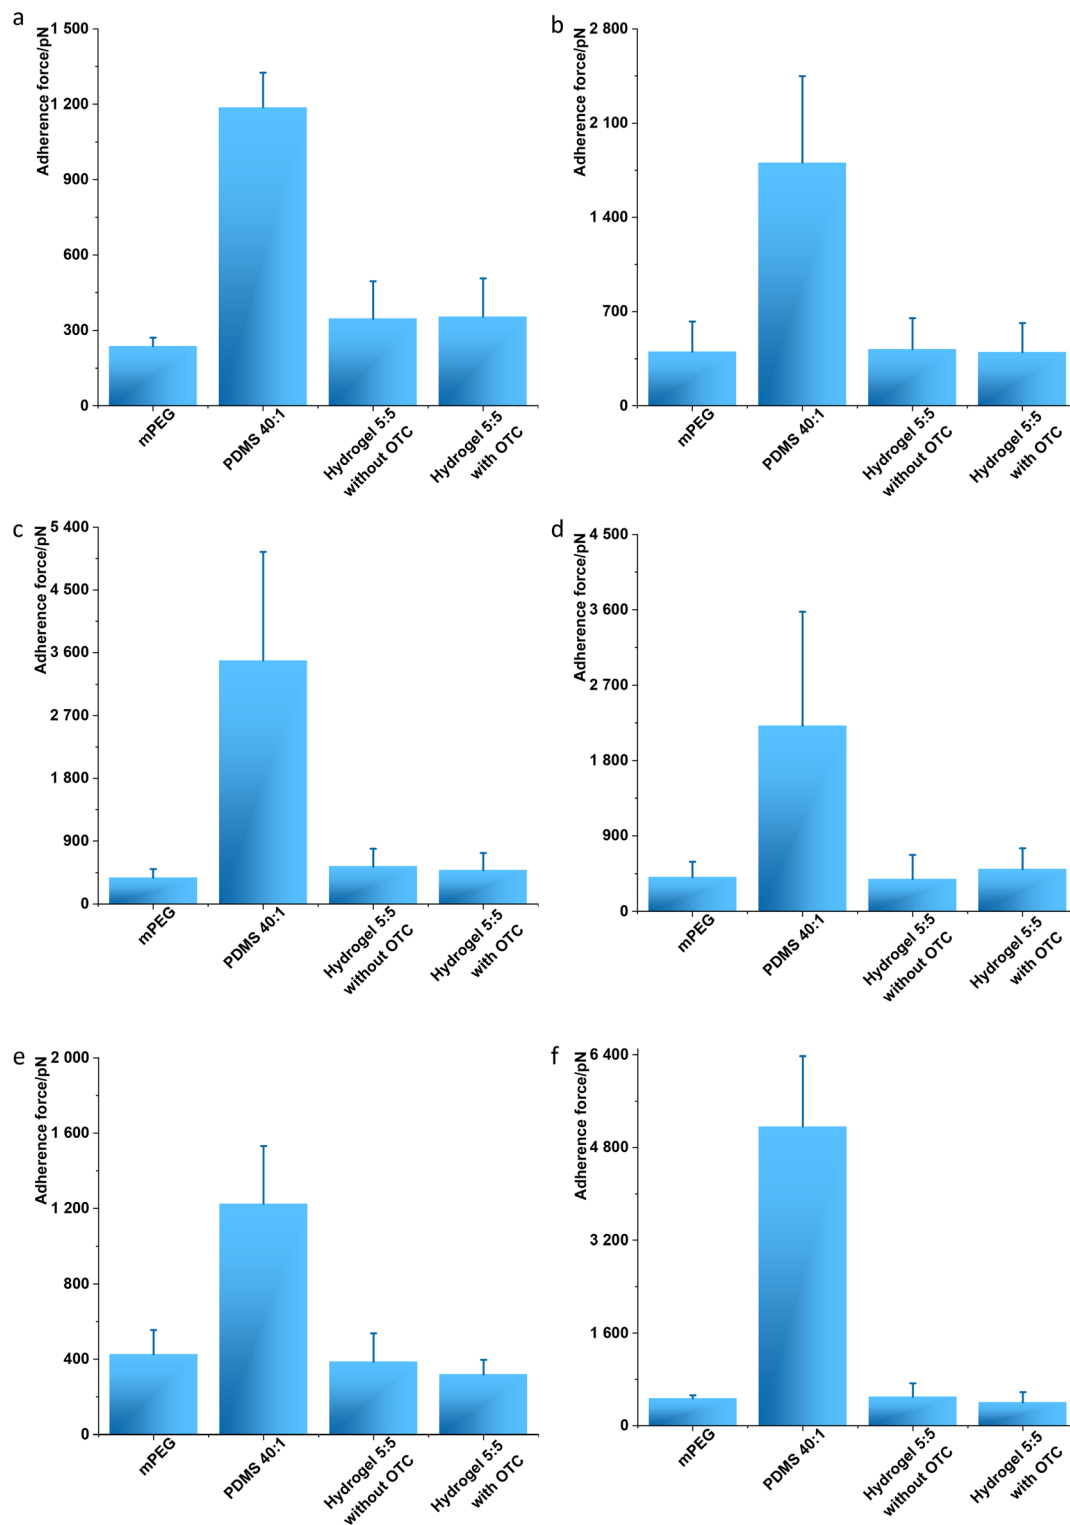 a
Adherence force/pN
1 500
1 200
900
600
300
0
mPEG
PDMS 40:1
Hydrogel 5:5
without OTC
Hydrogel 5:5
with OTC
b
Adherence force/pN
2 800
2 100
1 400
700
0
mPEG
PDMS 40:1
Hydrogel 5:5
without OTC
Hydrogel 5:5
with OTC
c
Adherence force/pN
5 400
4 500
3 600
2 700
1 800
900
0
mPEG
PDMS 40:1
Hydrogel 5:5
without OTC
Hydrogel 5:5
with OTC
d
Adherence force/pN
4 500
3 600
2 700
1 800
900
0
mPEG
PDMS 40:1
Hydrogel 5:5
without OTC
Hydrogel 5:5
with OTC
e
Adherence force/pN
2 000
1 600
1 200
800
400
0
mPEG
PDMS 40:1
Hydrogel 5:5
without OTC
Hydrogel 5:5
with OTC
f
Adherence force/pN
6 400
4 800
3 200
1 600
0
mPEG
PDMS 40:1
Hydrogel 5:5
without OTC
Hydrogel 5:5
with OTC